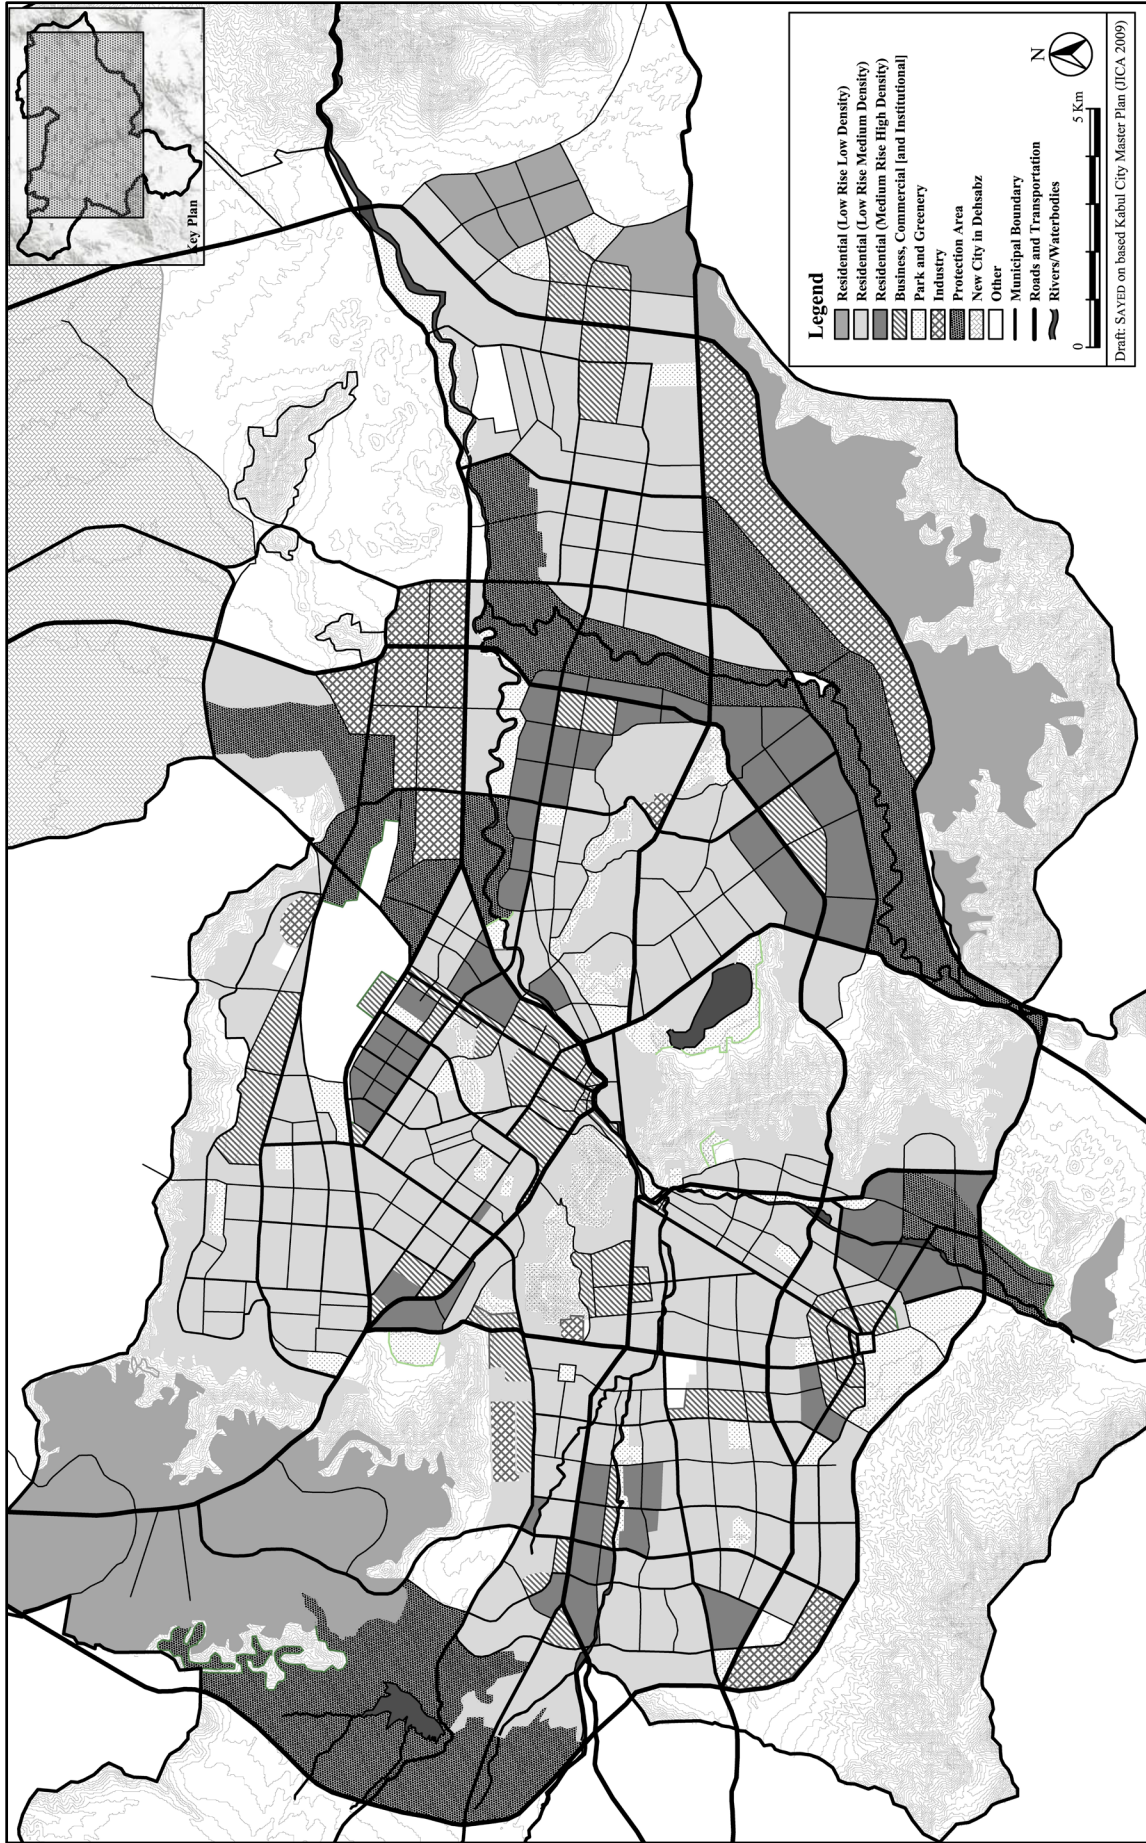 Key Plan
Legend
Residential (Low Rise Low Density)
Residential (Low Rise Medium Density)
Residential (Medium Rise High Density)
Business, Commercial [and Institutional]
Park and Greenery
Industry
Protection Area
New City in Dehsabz
Other
Municipal Boundary
Roads and Transportation
Rivers/Waterbodies
N
0
5 Km
Draft: SAYED on based Kabul City Master Plan (JICA 2009)